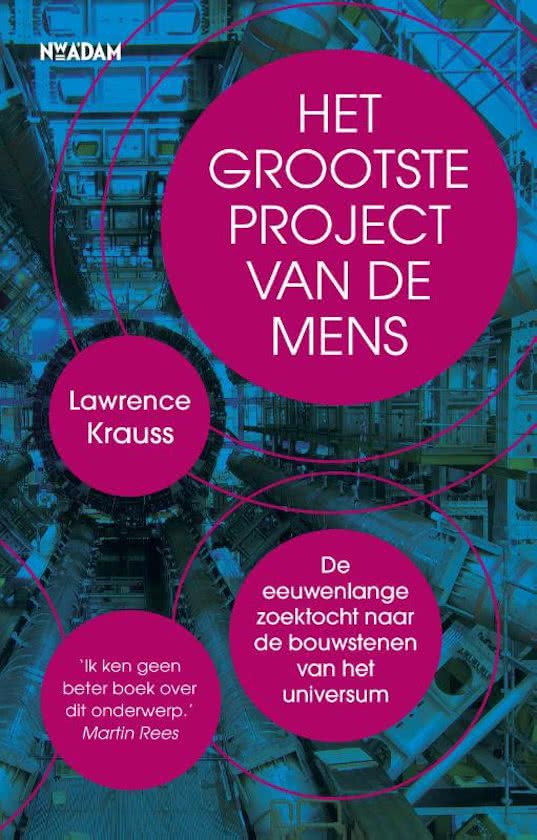 NWADAM
HET
GROOTSTE
PROJECT
VAN DE
MENS
Lawrence
Krauss
De
eeuwenlange
zoektocht naar
de bouwstenen
van het
universum
‘Ik ken geen
beter boek over
dit onderwerp.’
Martin Rees